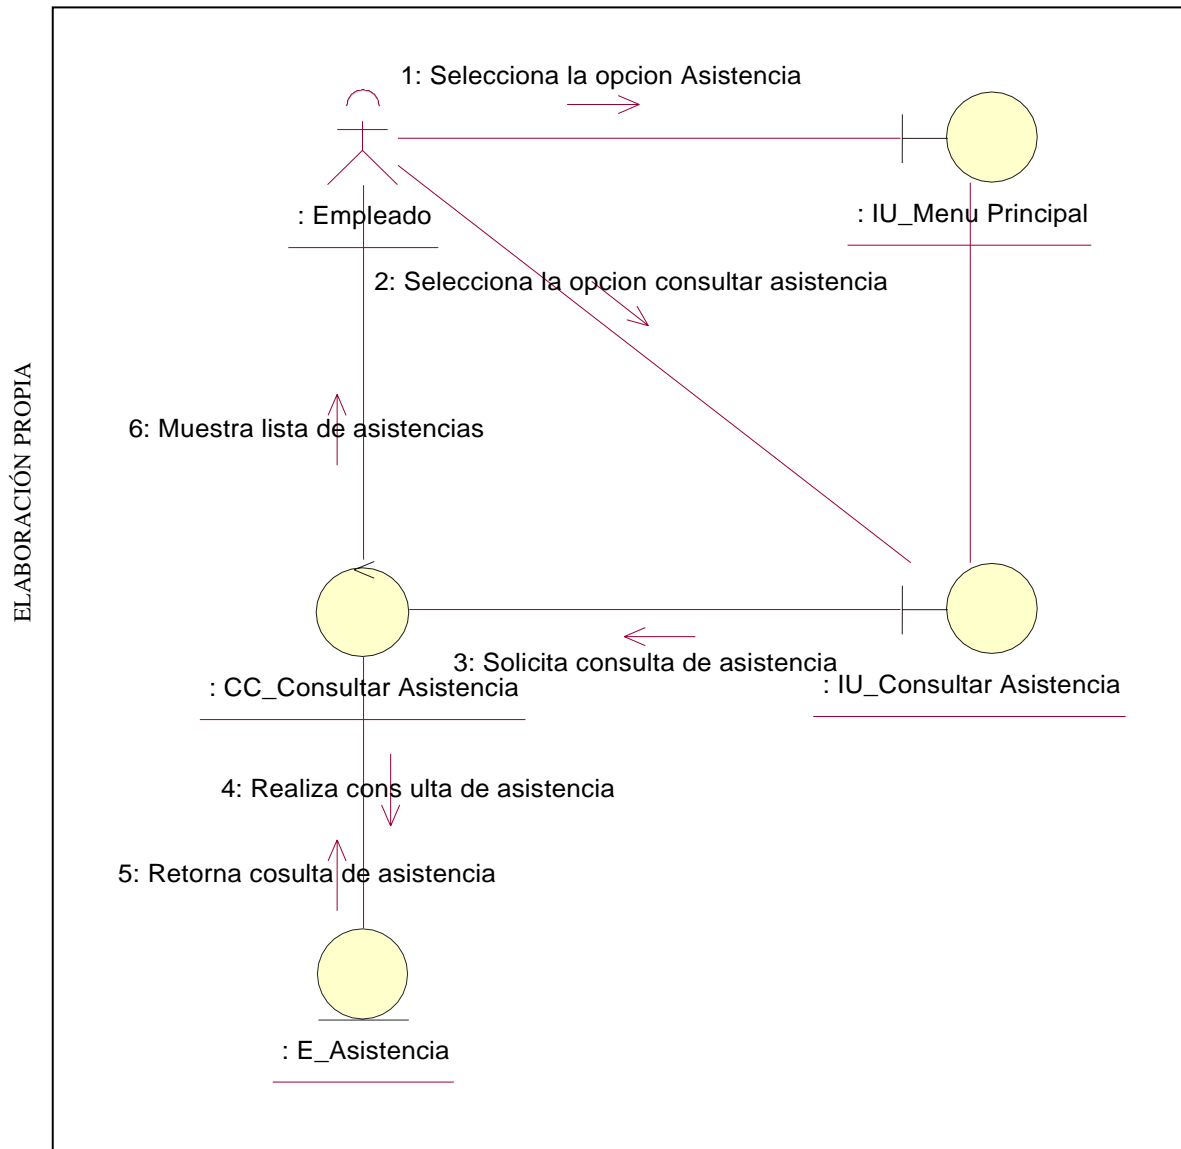 1: Selecciona la opcion Asistencia
: Empleado
: IU_Menu Principal
2: Selecciona la opcion consultar asistencia
ELABORACIÓN PROPIA
6: Muestra lista de asistencias
3: Solicita consulta de asistencia
: CC_Consultar Asistencia
: IU_Consultar Asistencia
4: Realiza cons ulta de asistencia
5: Retorna cosulta de asistencia
: E_Asistencia